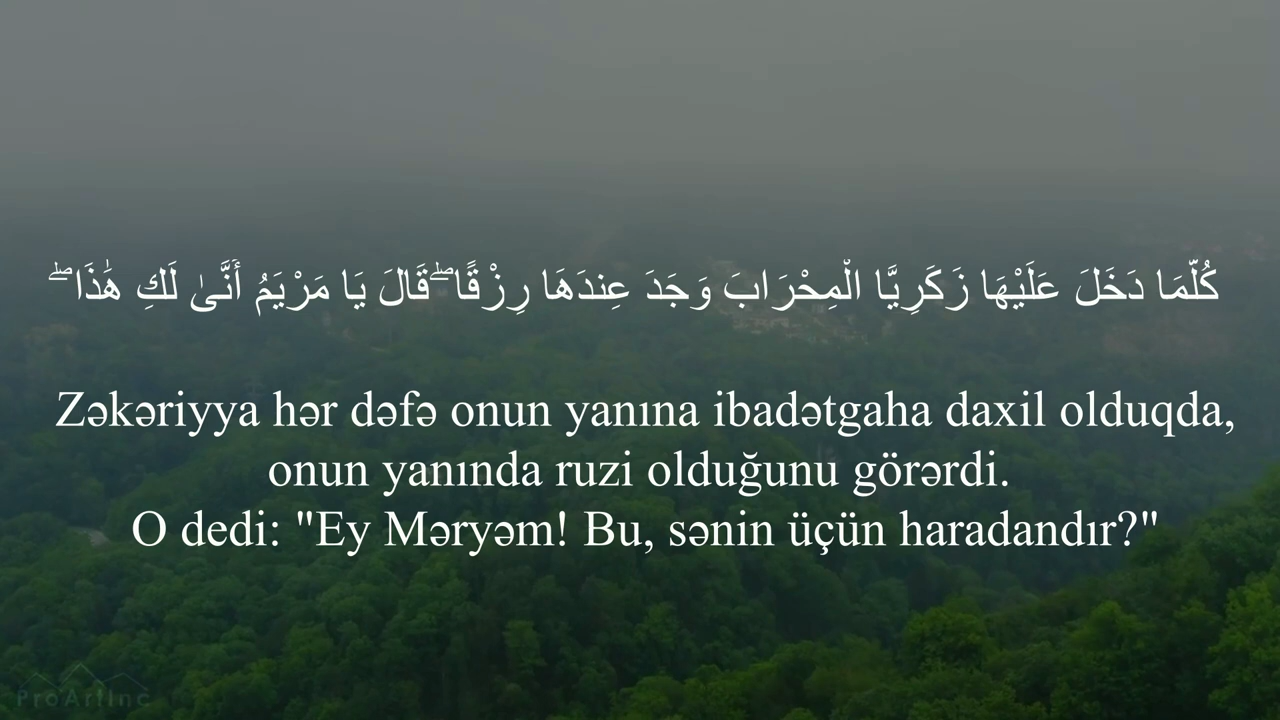 كُلَّمَا دَخَلَ عَلَيْهَا زَكَرِيَّا الْمِحْرَابَ وَجَدَ عِندَهَا رِزْقًا ۖ قَالَ يَا مَرْيَمُ أَنَّىٰ لَكِ هَٰذَا ۖ
Zəkəriyya hər dəfə onun yanına ibadətgaha daxil olduqda,
onun yanında ruzi olduğunu görərdi.
O dedi: "Ey Məryəm! Bu, sənin üçün haradandır?"
ProArtInc